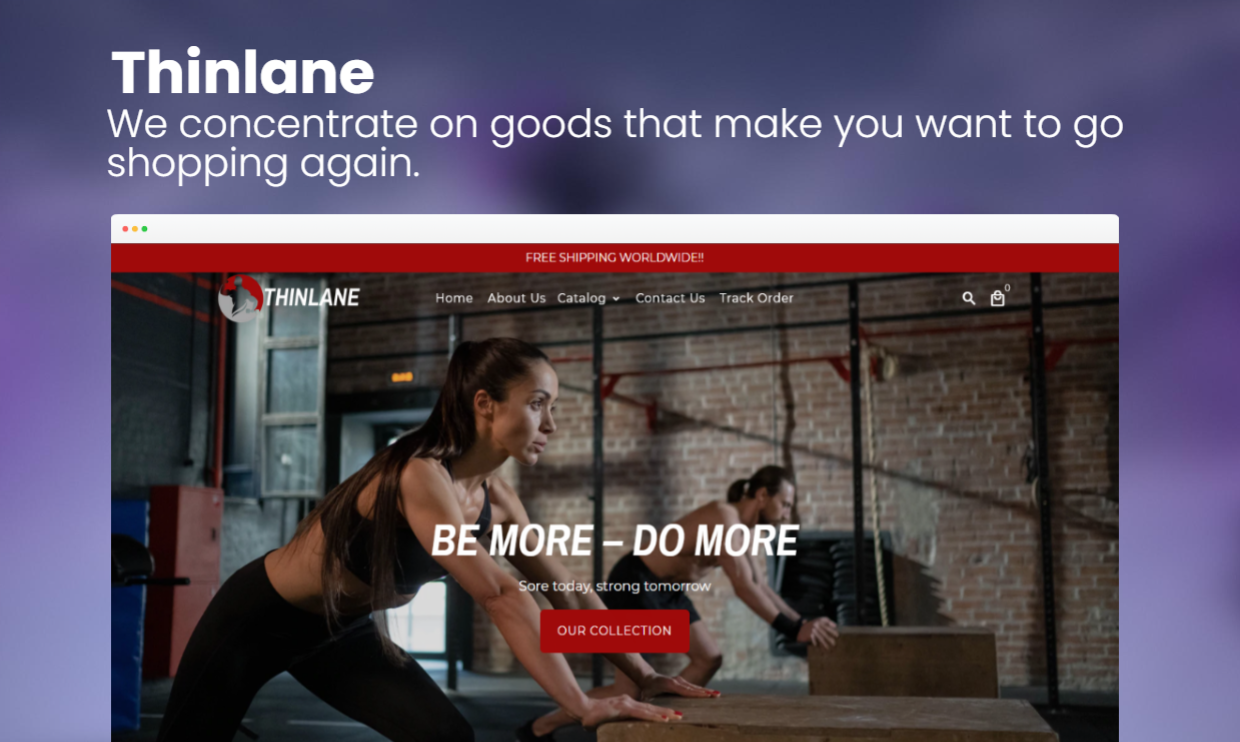 Thinlane
We concentrate on goods that make you want to go
shopping again.
FREE SHIPPING WORLDWIDE!!
THINLANE
Home About Us Catalog Contact Us Track Order
0
BE MORE – DO MORE
Sore today, strong tomorrow
OUR COLLECTION